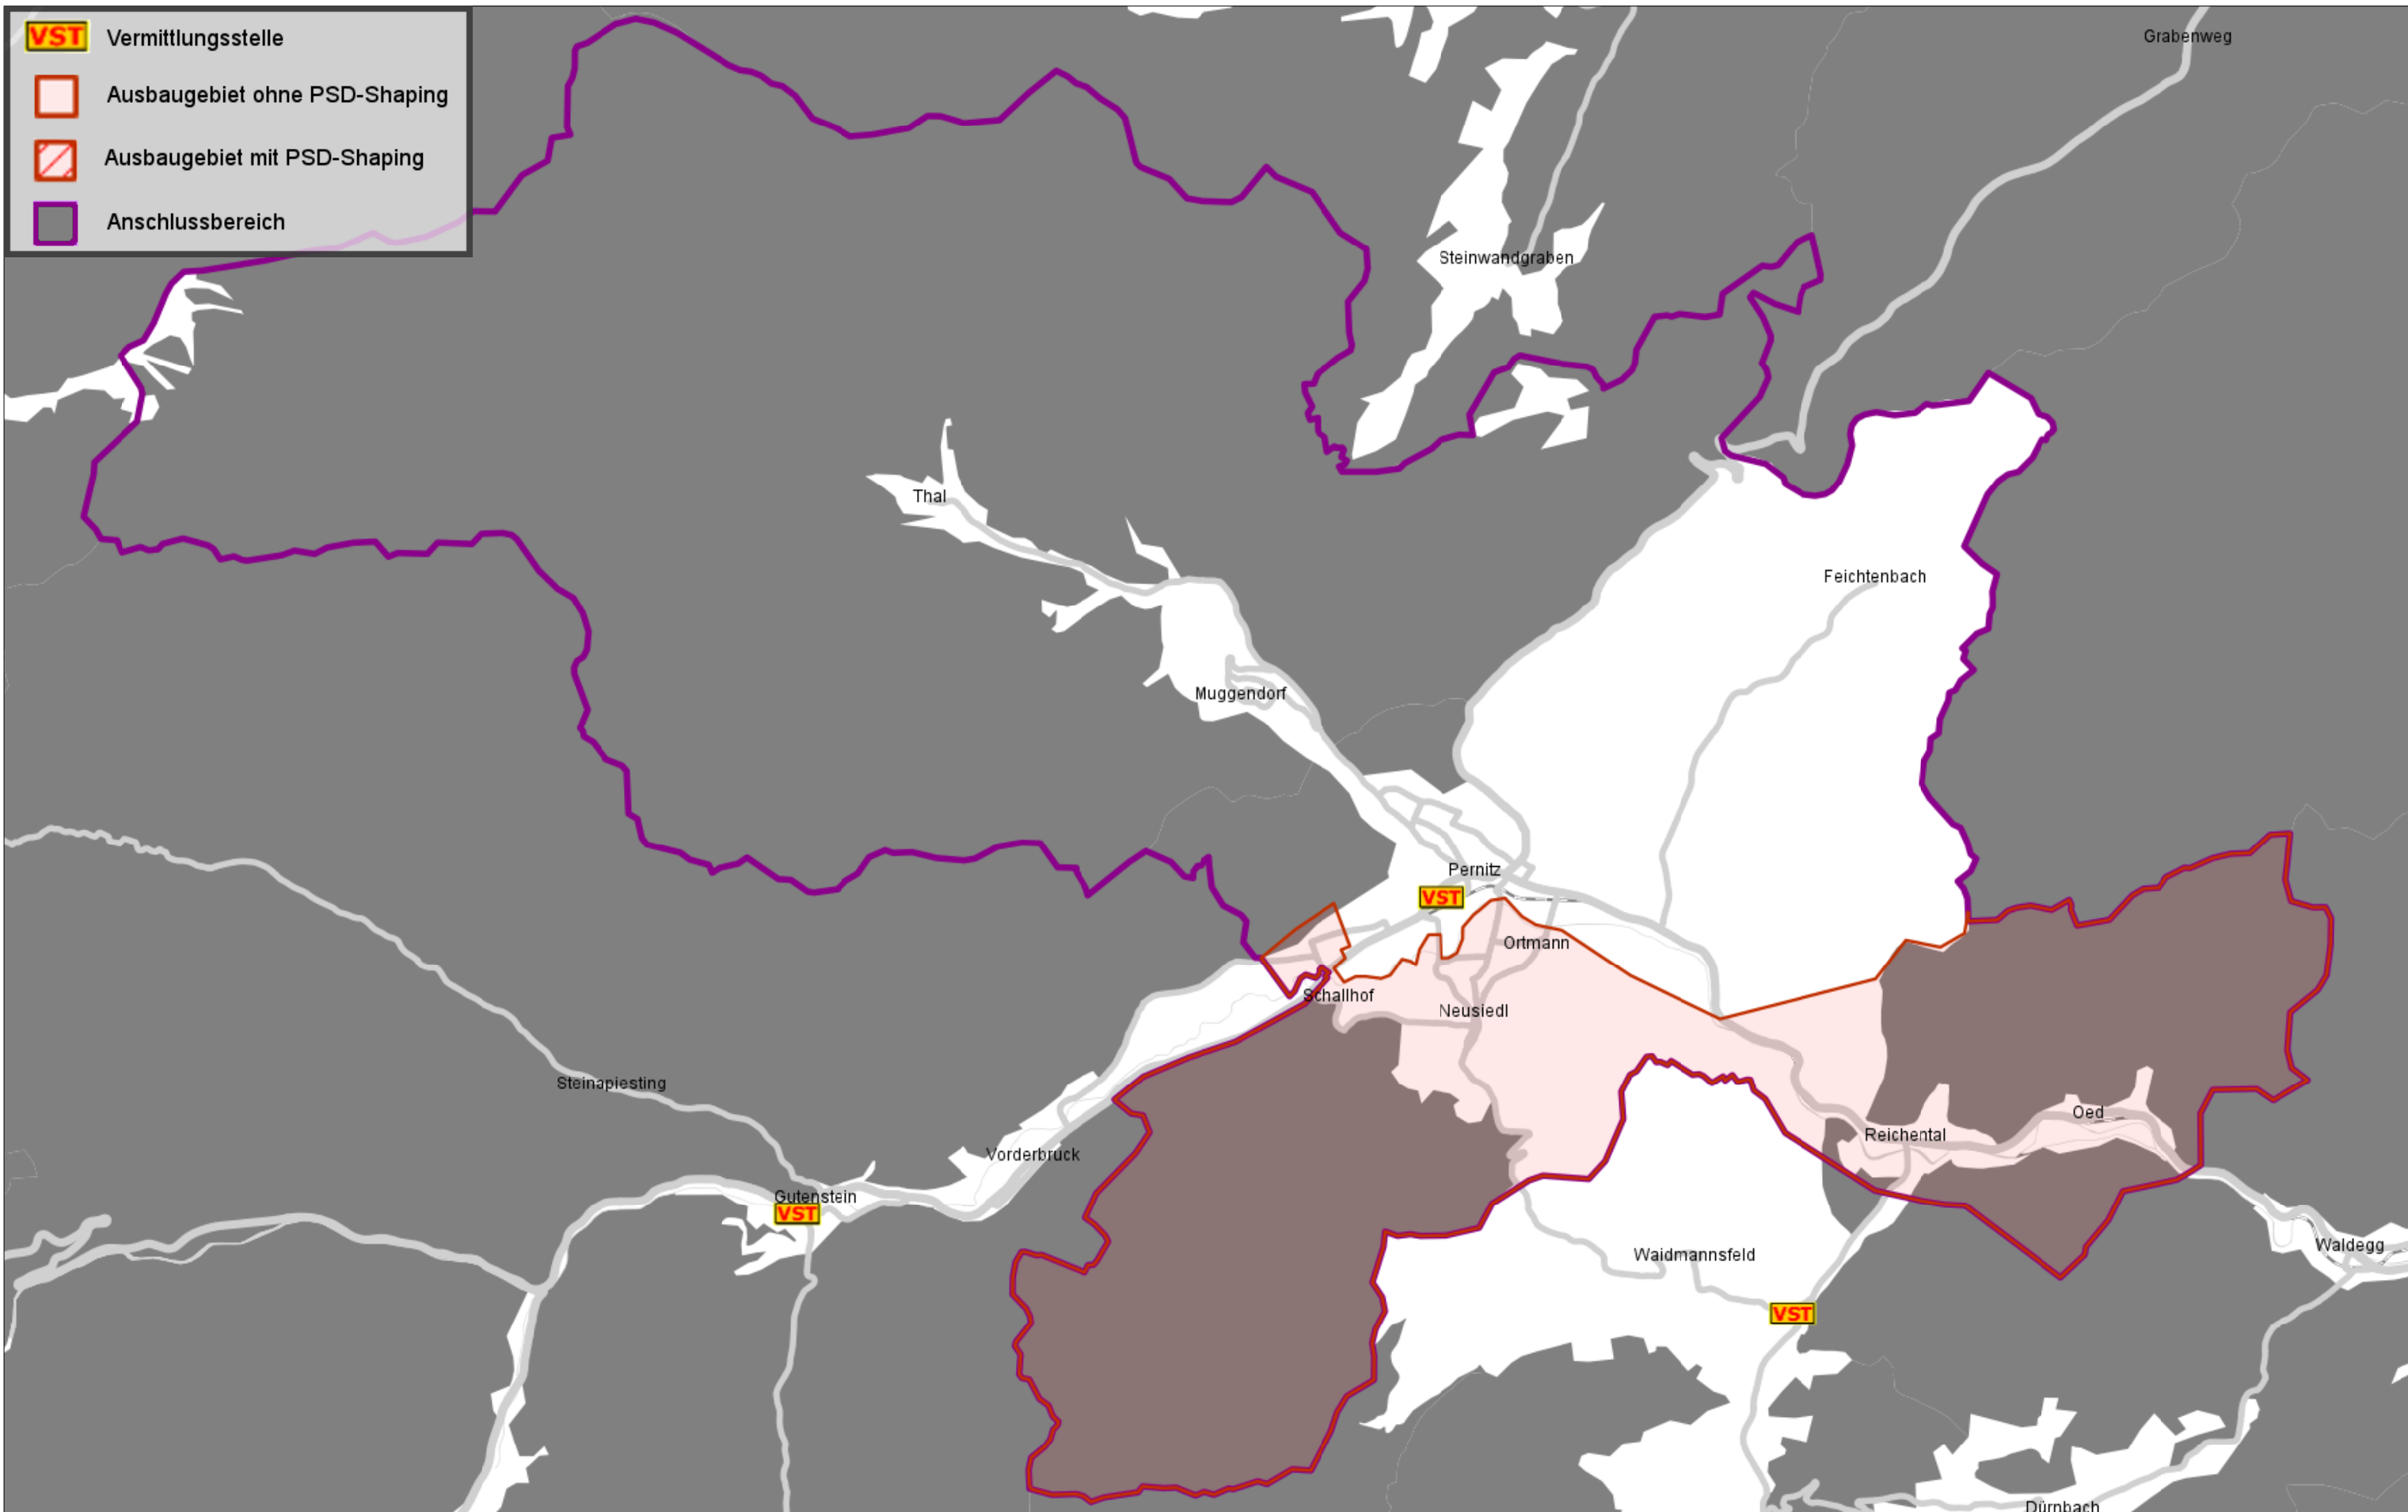 VST Vermittlungsstelle
Ausbaugebiet ohne PSD-Shaping
Ausbaugebiet mit PSD-Shaping
Anschlussbereich
Grabenweg
Steinwandgraben
Thal
Feichtenbach
Muggendorf
Pernitz
VST
Ortmann
Schallhof
Neusiedl
Steinapiesting
Oed
Reichental
Vorderbruck
Gutenstein
VST
Waldegg
Waidmannsfeld
VST
Dürnbach